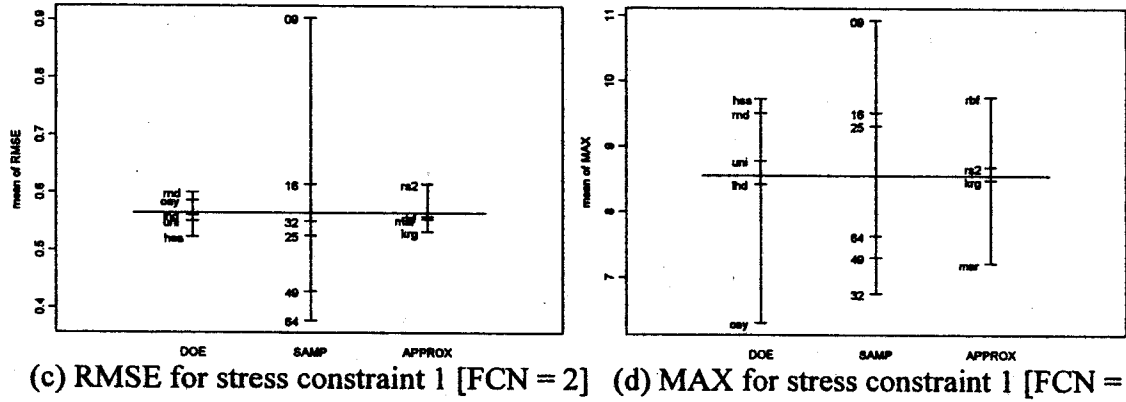 0.9
0.8
0.7
0.6
0.5
0.4
mean of RMSE
09
16
32
25
49
64
rnd
oay
uni
hss
rs2
krg
DOE
SAMP
APPROX
11
10
9
8
7
mean of MAX
hss
rnd
uni
lhd
oay
09
16
25
64
49
32
rbf
rs2
krg
mar
DOE
SAMP
APPROX
(c) RMSE for stress constraint 1 [FCN = 2]
(d) MAX for stress constraint 1 [FCN =